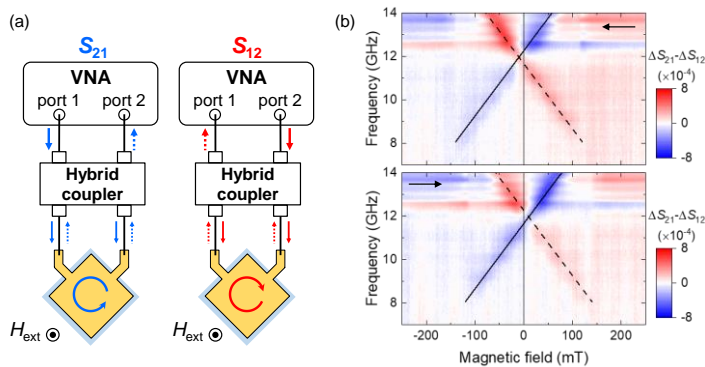 (a)
S21
S12
VNA
port 1 port 2
VNA
port 1 port 2
Hybrid
coupler
Hybrid
coupler
Hext
Hext
(b)
14
12
10
8
Frequency (GHz)
ΔS21-ΔS12
(×10-4)
8
0
-8
14
12
10
8
Frequency (GHz)
ΔS21-ΔS12
(×10-4)
8
0
-8
-200 -100 0 100 200
Magnetic field (mT)